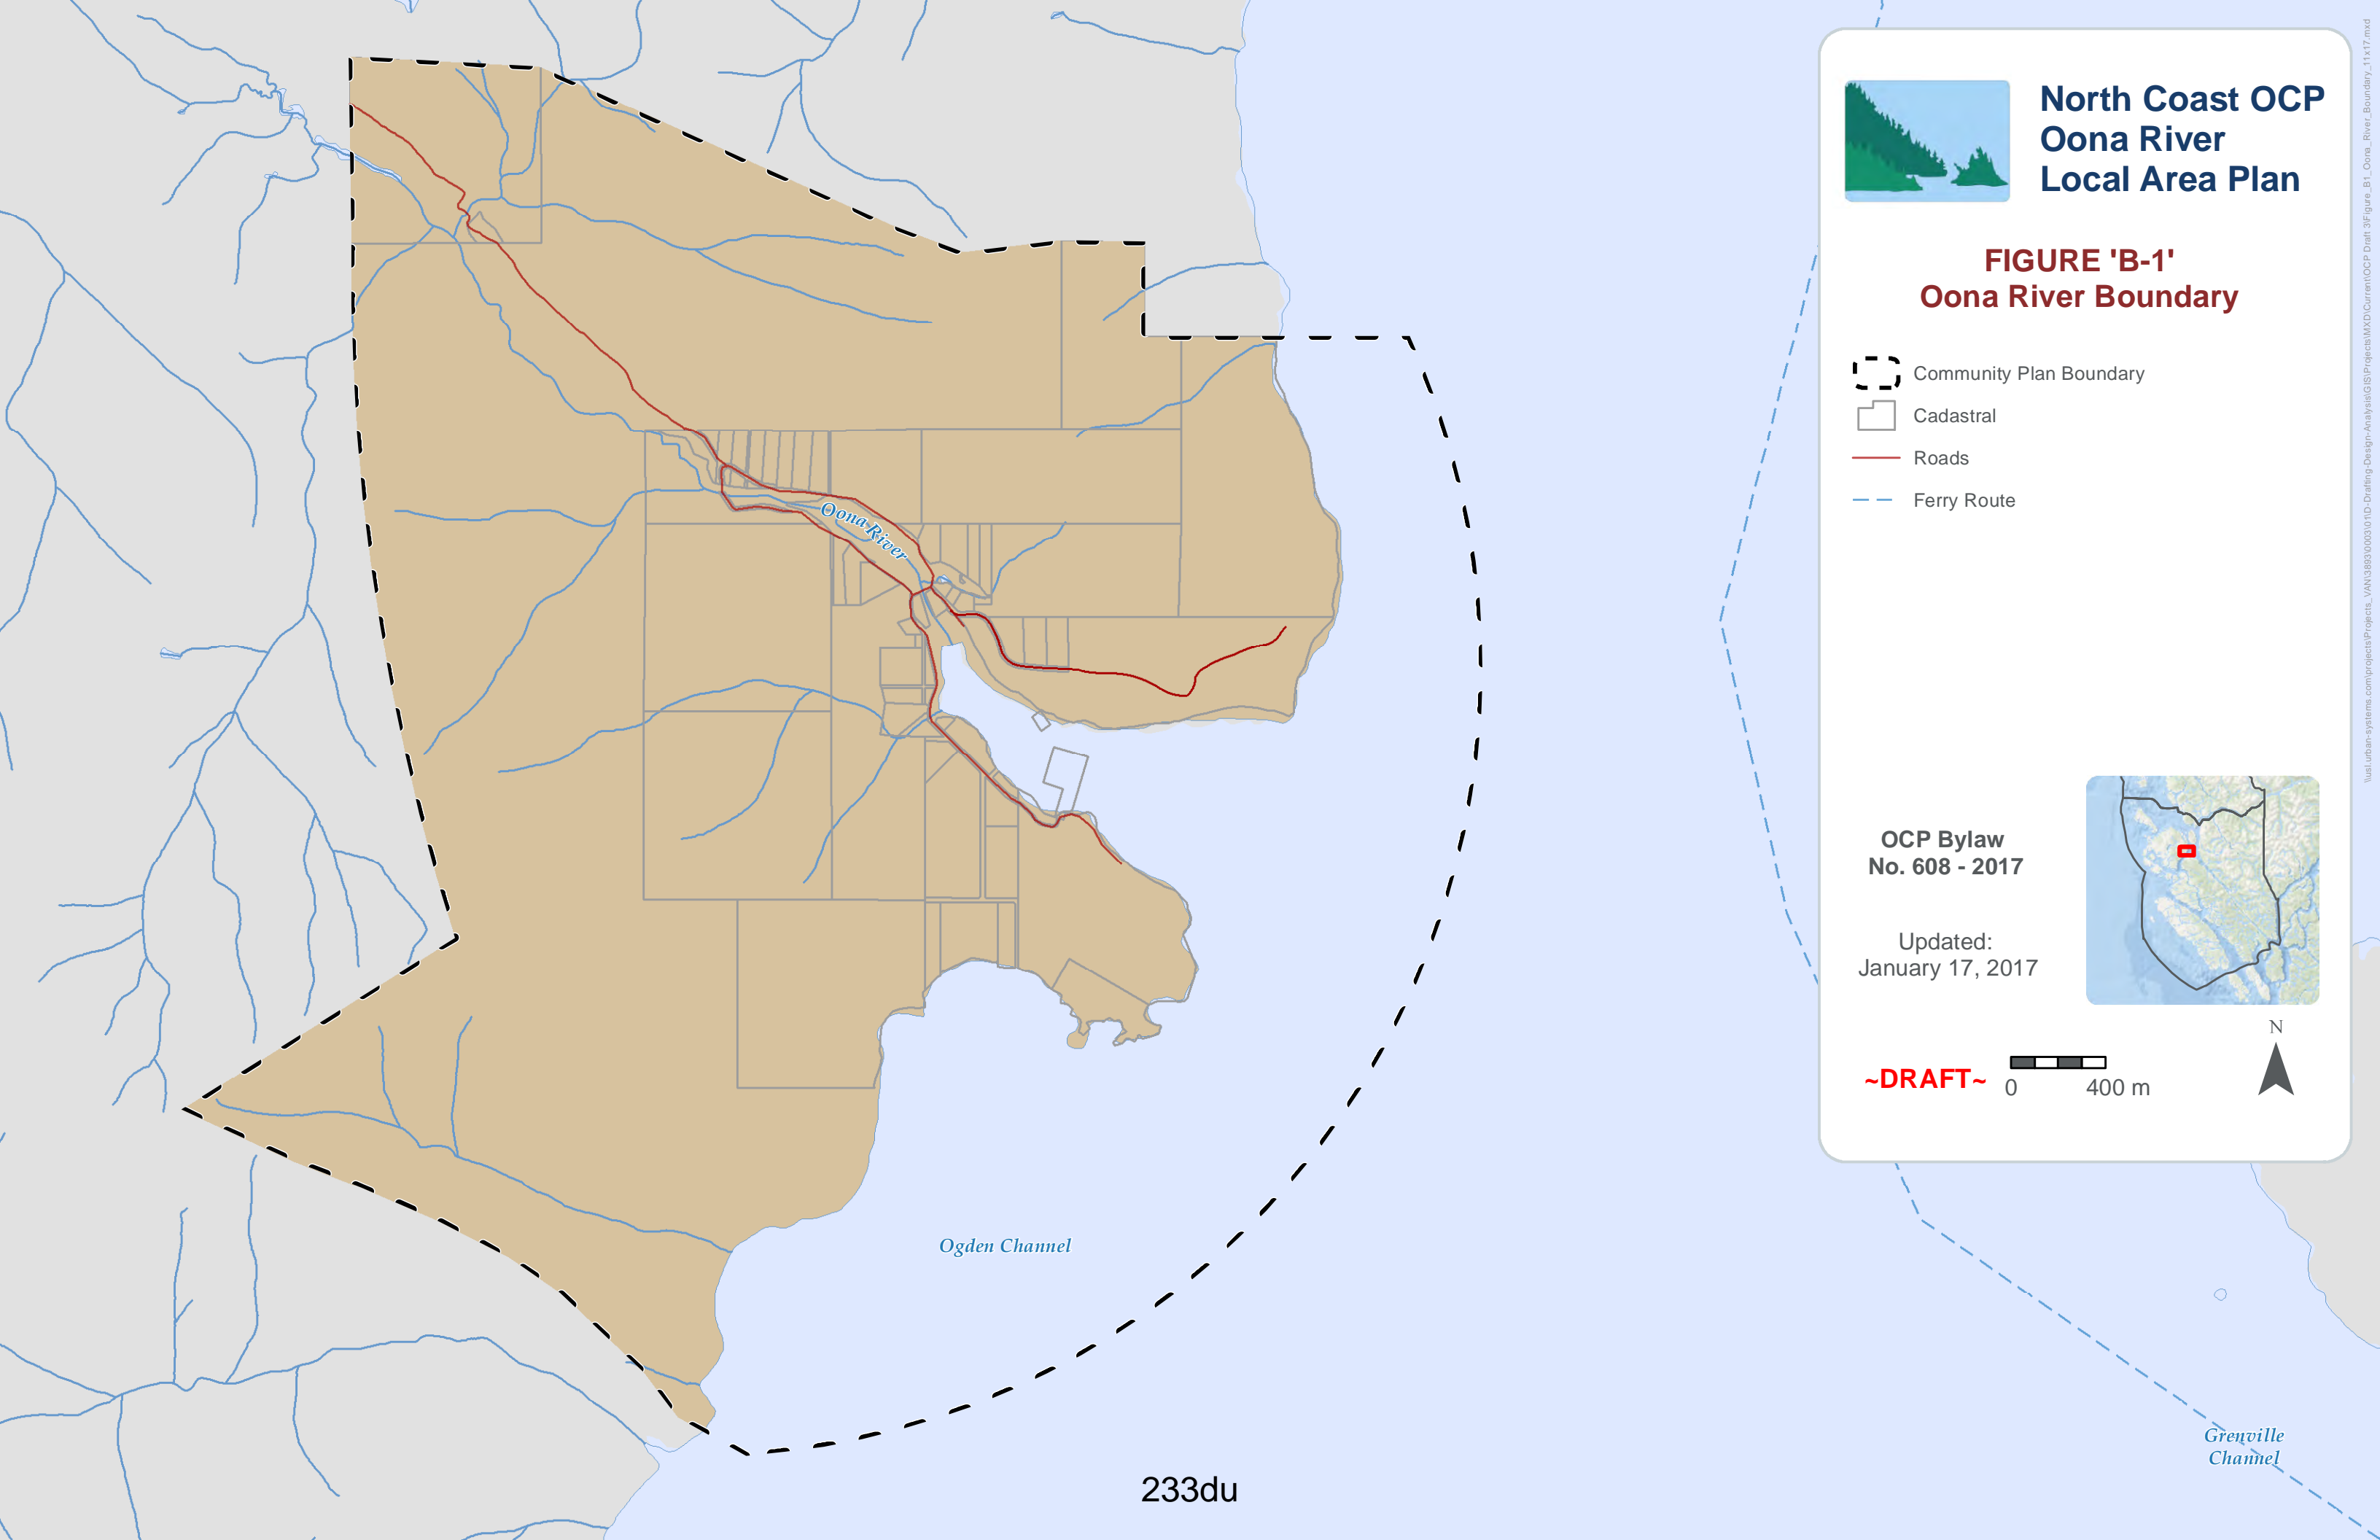 North Coast OCP
Oona River
Local Area Plan
FIGURE 'B-1'
Oona River Boundary
Community Plan Boundary
Cadastral
Roads
Ferry Route
OCP Bylaw
No. 608 - 2017
Updated:
January 17, 2017
N
~DRAFT~
0 400 m
Oona River
Ogden Channel
Grenville
Channel
233du